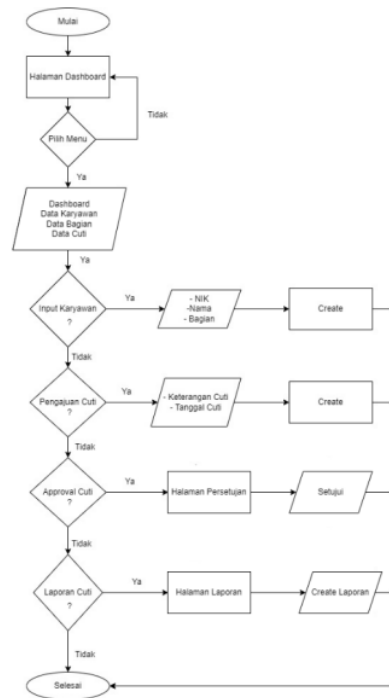 Mulai
Halaman Dashboard
Tidak
Pilih Menu
Ya
Dashboard
Data Karyawan
Data Bagian
Data Cuti
Ya
Input Karyawan
?
Ya
- NIK
-Nama
- Bagian
Create
Tidak
Pengajuan Cuti
?
Ya
- Keterangan Cuti
- Tanggal Cuti
Create
Tidak
Approval Cuti
?
Ya
Halaman Persetujan
Setujui
Tidak
Laporan Cuti
?
Ya
Halaman Laporan
Create Laporan
Tidak
Selesai